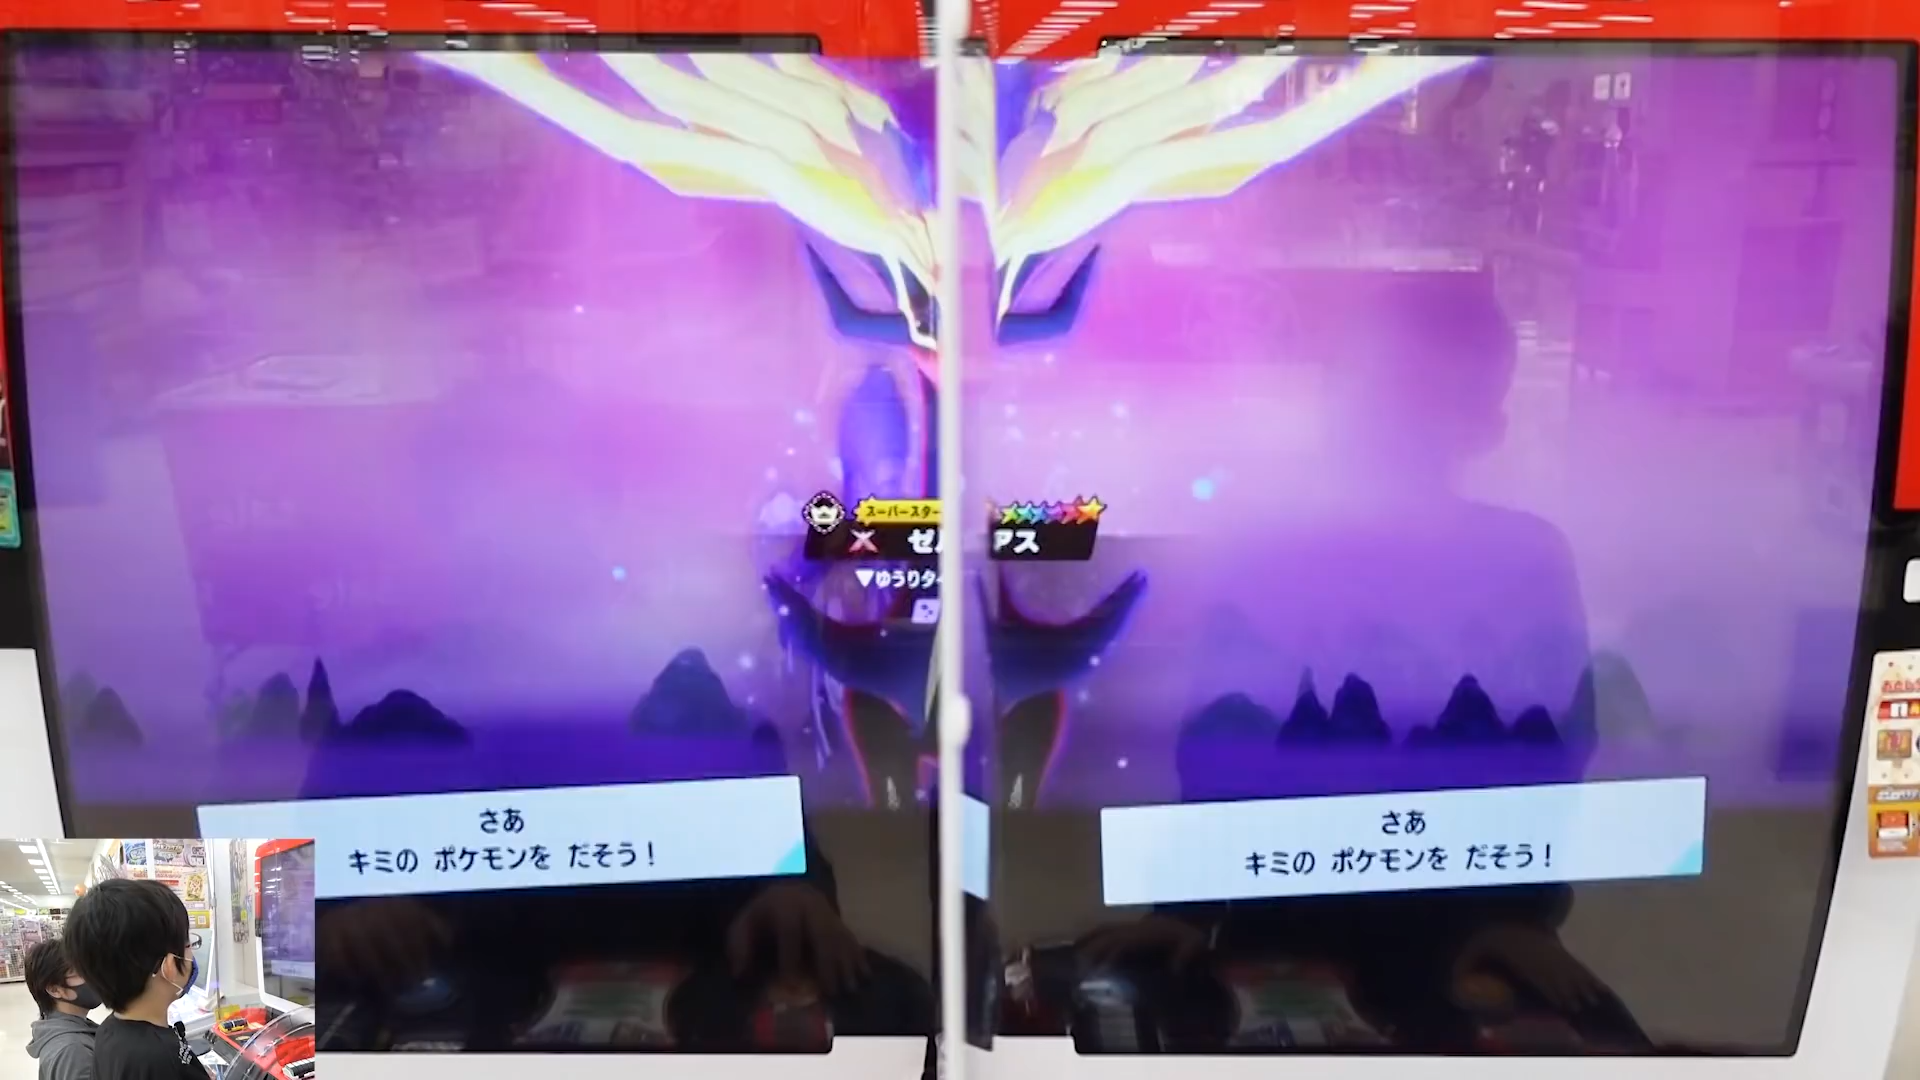 スーパースター
ゼ アス
▼ゆうりタイ
さあ
キミの ポケモンを だそう!
さあ
キミの ポケモンを だそう!